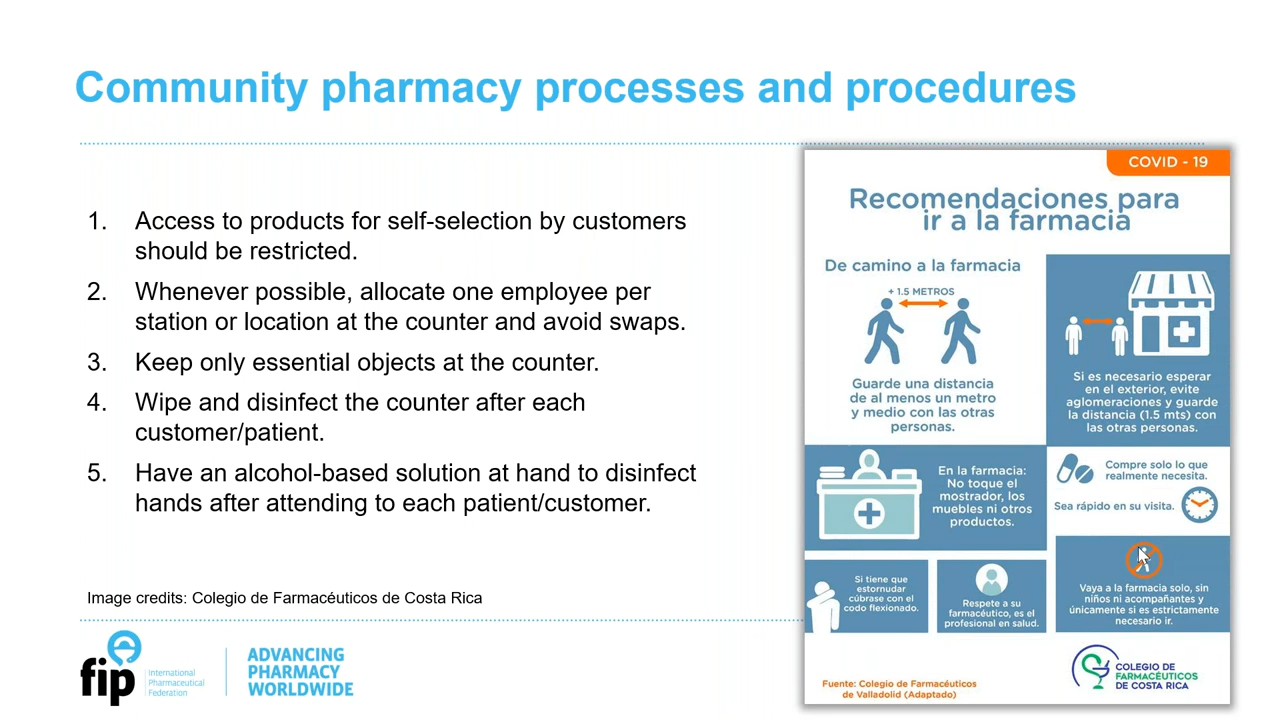 Community pharmacy processes and procedures
1. Access to products for self-selection by customers
should be restricted.
2. Whenever possible, allocate one employee per
station or location at the counter and avoid swaps.
3. Keep only essential objects at the counter.
4. Wipe and disinfect the counter after each
customer/patient.
5. Have an alcohol-based solution at hand to disinfect
hands after attending to each patient/customer.
Image credits: Colegio de Farmacéuticos de Costa Rica
fip
International
Pharmaceutical
Federation
ADVANCING
PHARMACY
WORLDWIDE
COVID - 19
Recomendaciones para
ir a la farmacia
De camino a la farmacia
+ 1.5 METROS
Guarde una distancia
de al menos un metro
y medio con las otras
personas.
Si es necesario esperar
en el exterior, evite
aglomeraciones y guarde
la distancia (1.5 mts) con
las otras personas.
En la farmacia:
No toque el
mostrador, los
muebles ni otros
productos.
Compre solo lo que
realmente necesita.
Sea rápido en su visita.
Si tiene que
estornudar
cúbrase con el
codo flexionado.
Respete a su
farmacéutico, es el
profesional en salud.
Vaya a la farmacia solo, sin
niños ni acompañantes y
únicamente si es estrictamente
necesario ir.
Fuente: Colegio de Farmacéuticos
de Valladolid (Adaptado)
COLEGIO DE
FARMACÉUTICOS
DE COSTA RICA